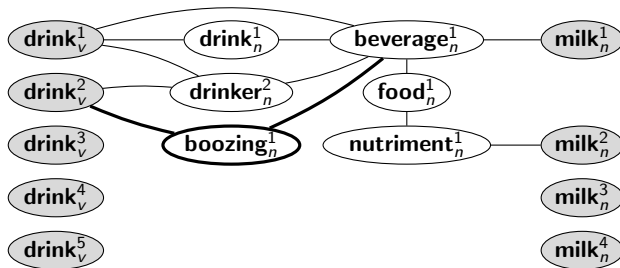 drink¹ᵥ drink¹ₙ beverage¹ₙ milk¹ₙ
drink²ᵥ drinker²ₙ food¹ₙ
drink³ᵥ boozing¹ₙ nutriment¹ₙ milk²ₙ
drink⁴ᵥ milk³ₙ
drink⁵ᵥ milk⁴ₙ